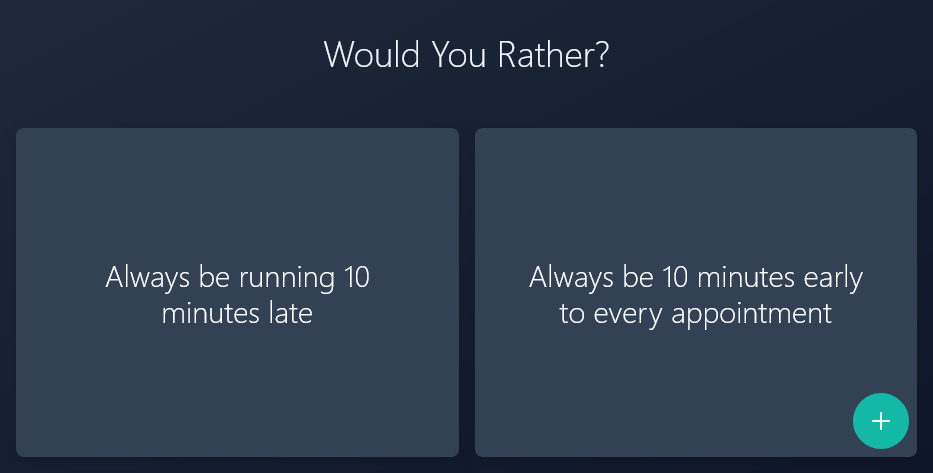 Would You Rather?
Always be running 10
minutes late
Always be 10 minutes early
to every appointment